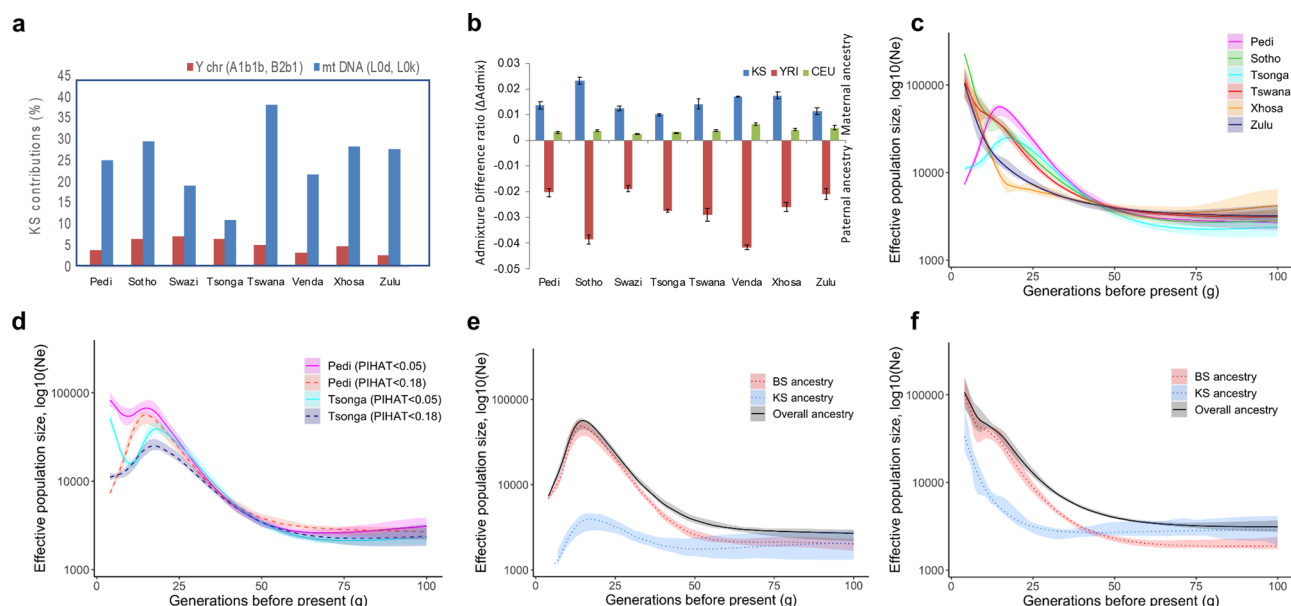 a
Y chr (A1b1b, B2b1) mt DNA (L0d, L0k)
KS contributions (%)
45
40
35
30
25
20
15
10
5
0
Pedi Sotho Swazi Tsonga Tswana Venda Xhosa Zulu
b
KS YRI CEU
Admixture Difference ratio (ΔAdmix)
0.03
0.02
0.01
0
-0.01
-0.02
-0.03
-0.04
-0.05
Maternal ancestry
Paternal ancestry
Pedi Sotho Swazi Tsonga Tswana Venda Xhosa Zulu
c
Effective population size, log10(Ne)
100000
10000
1000
Pedi
Sotho
Tsonga
Tswana
Xhosa
Zulu
0 25 50 75 100
Generations before present (g)
d
Effective population size, log10(Ne)
100000
10000
1000
Pedi (PIHAT<0.05)
Pedi (PIHAT<0.18)
Tsonga (PIHAT<0.05)
Tsonga (PIHAT<0.18)
0 25 50 75 100
Generations before present (g)
e
Effective population size, log10(Ne)
100000
10000
1000
BS ancestry
KS ancestry
Overall ancestry
0 25 50 75 100
Generations before present (g)
f
Effective population size, log10(Ne)
100000
10000
1000
BS ancestry
KS ancestry
Overall ancestry
0 25 50 75 100
Generations before present (g)